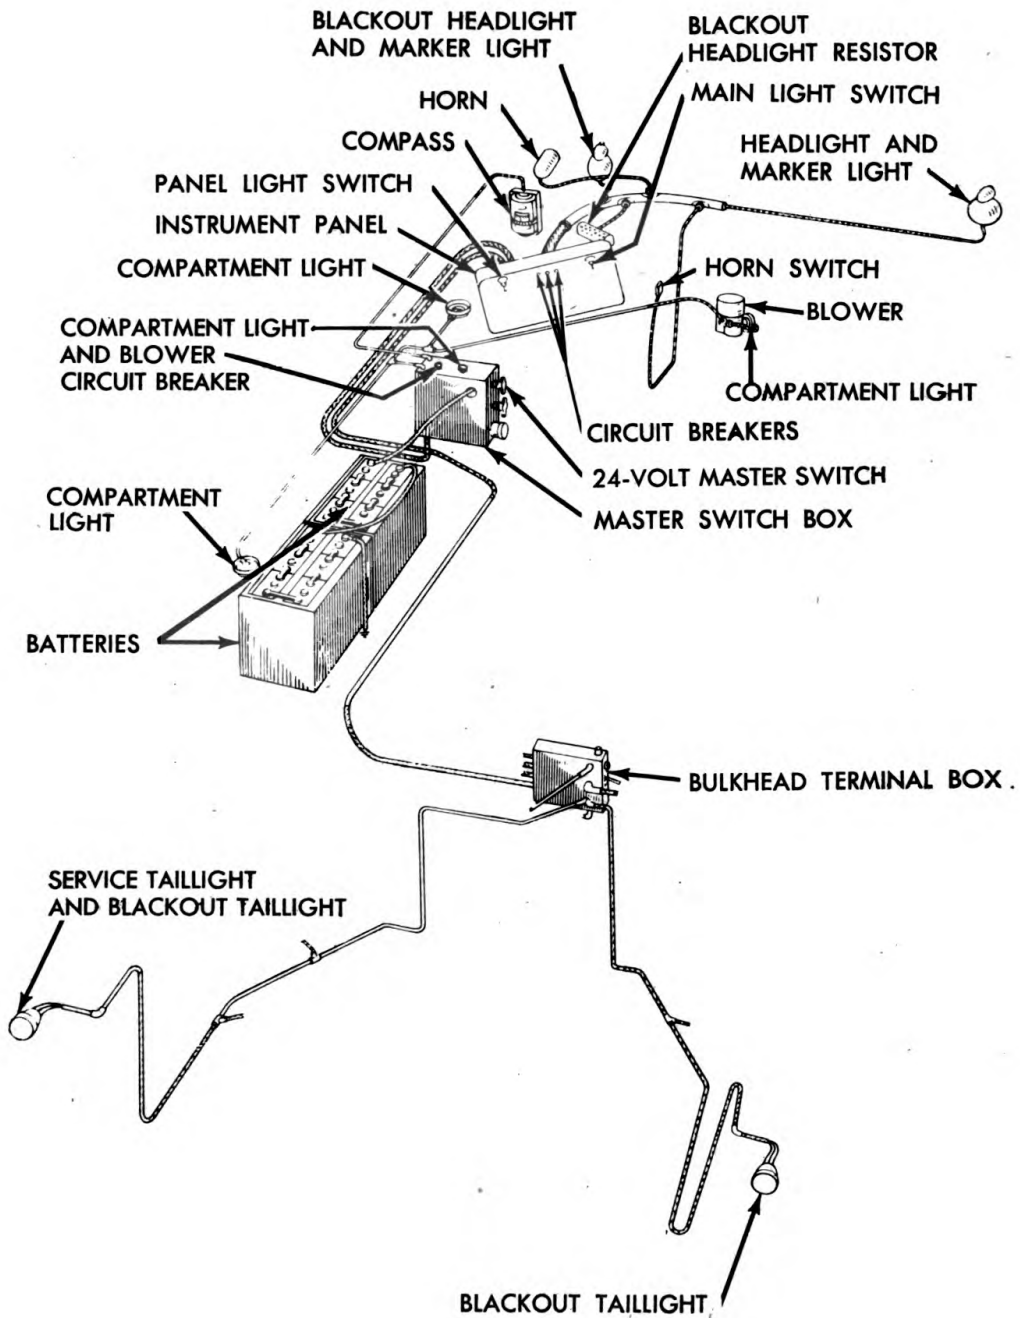 BLACKOUT HEADLIGHT
AND MARKER LIGHT
BLACKOUT
HEADLIGHT RESISTOR
HORN
MAIN LIGHT SWITCH
COMPASS
HEADLIGHT AND
MARKER LIGHT
PANEL LIGHT SWITCH
INSTRUMENT PANEL
COMPARTMENT LIGHT
HORN SWITCH
BLOWER
COMPARTMENT LIGHT
AND BLOWER
CIRCUIT BREAKER
COMPARTMENT LIGHT
CIRCUIT BREAKERS
24-VOLT MASTER SWITCH
COMPARTMENT
LIGHT
MASTER SWITCH BOX
BATTERIES
BULKHEAD TERMINAL BOX.
SERVICE TAILLIGHT
AND BLACKOUT TAILLIGHT
BLACKOUT TAILLIGHT